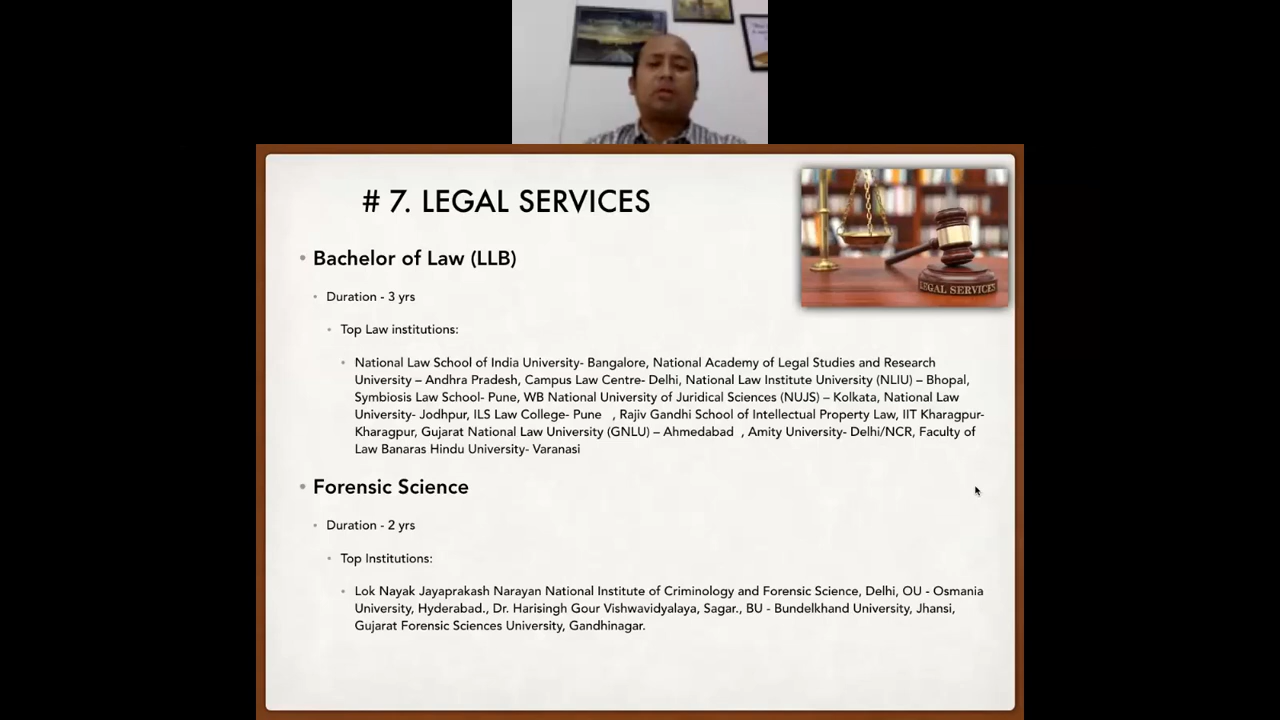 # 7. LEGAL SERVICES
LEGAL SERVICES
• Bachelor of Law (LLB)
• Duration - 3 yrs
• Top Law institutions:
• National Law School of India University- Bangalore, National Academy of Legal Studies and Research
University – Andhra Pradesh, Campus Law Centre- Delhi, National Law Institute University (NLIU) – Bhopal,
Symbiosis Law School- Pune, WB National University of Juridical Sciences (NUJS) – Kolkata, National Law
University- Jodhpur, ILS Law College- Pune , Rajiv Gandhi School of Intellectual Property Law, IIT Kharagpur-
Kharagpur, Gujarat National Law University (GNLU) – Ahmedabad , Amity University- Delhi/NCR, Faculty of
Law Banaras Hindu University- Varanasi
• Forensic Science
• Duration - 2 yrs
• Top Institutions:
• Lok Nayak Jayaprakash Narayan National Institute of Criminology and Forensic Science, Delhi, OU - Osmania
University, Hyderabad., Dr. Harisingh Gour Vishwavidyalaya, Sagar., BU - Bundelkhand University, Jhansi,
Gujarat Forensic Sciences University, Gandhinagar.